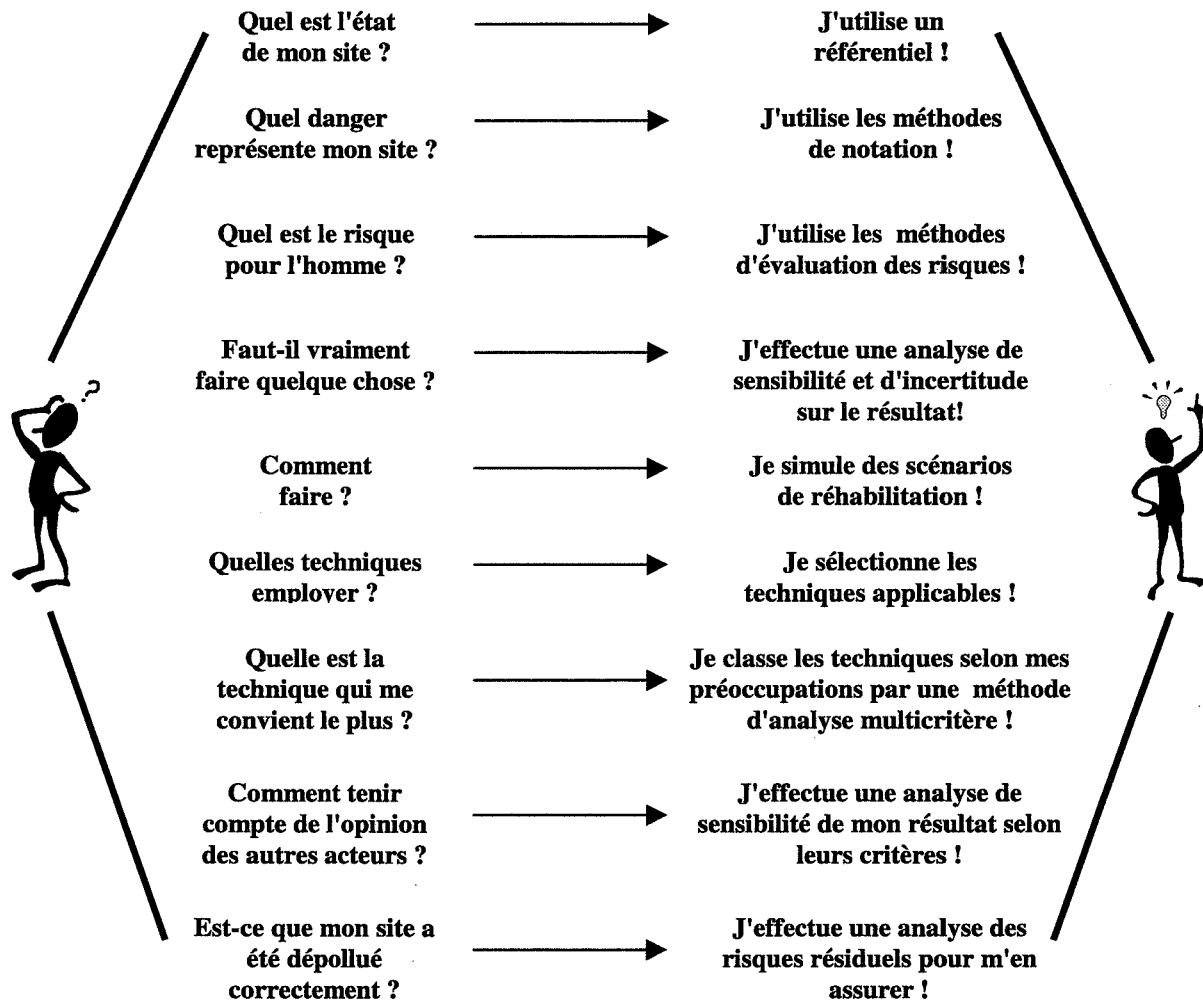 Quel est l'état
de mon site ?
J'utilise un
référentiel !
Quel danger
représente mon site ?
J'utilise les méthodes
de notation !
Quel est le risque
pour l'homme ?
J'utilise les méthodes
d'évaluation des risques !
Faut-il vraiment
faire quelque chose ?
J'effectue une analyse de
sensibilité et d'incertitude
sur le résultat!
?
Comment
faire ?
Je simule des scénarios
de réhabilitation !
Quelles techniques
employer ?
Je sélectionne les
techniques applicables !
Quelle est la
technique qui me
convient le plus ?
Je classe les techniques selon mes
préoccupations par une méthode
d'analyse multicritère !
Comment tenir
compte de l'opinion
des autres acteurs ?
J'effectue une analyse de
sensibilité de mon résultat selon
leurs critères !
Est-ce que mon site a
été dépollué
correctement ?
J'effectue une analyse des
risques résiduels pour m'en
assurer !